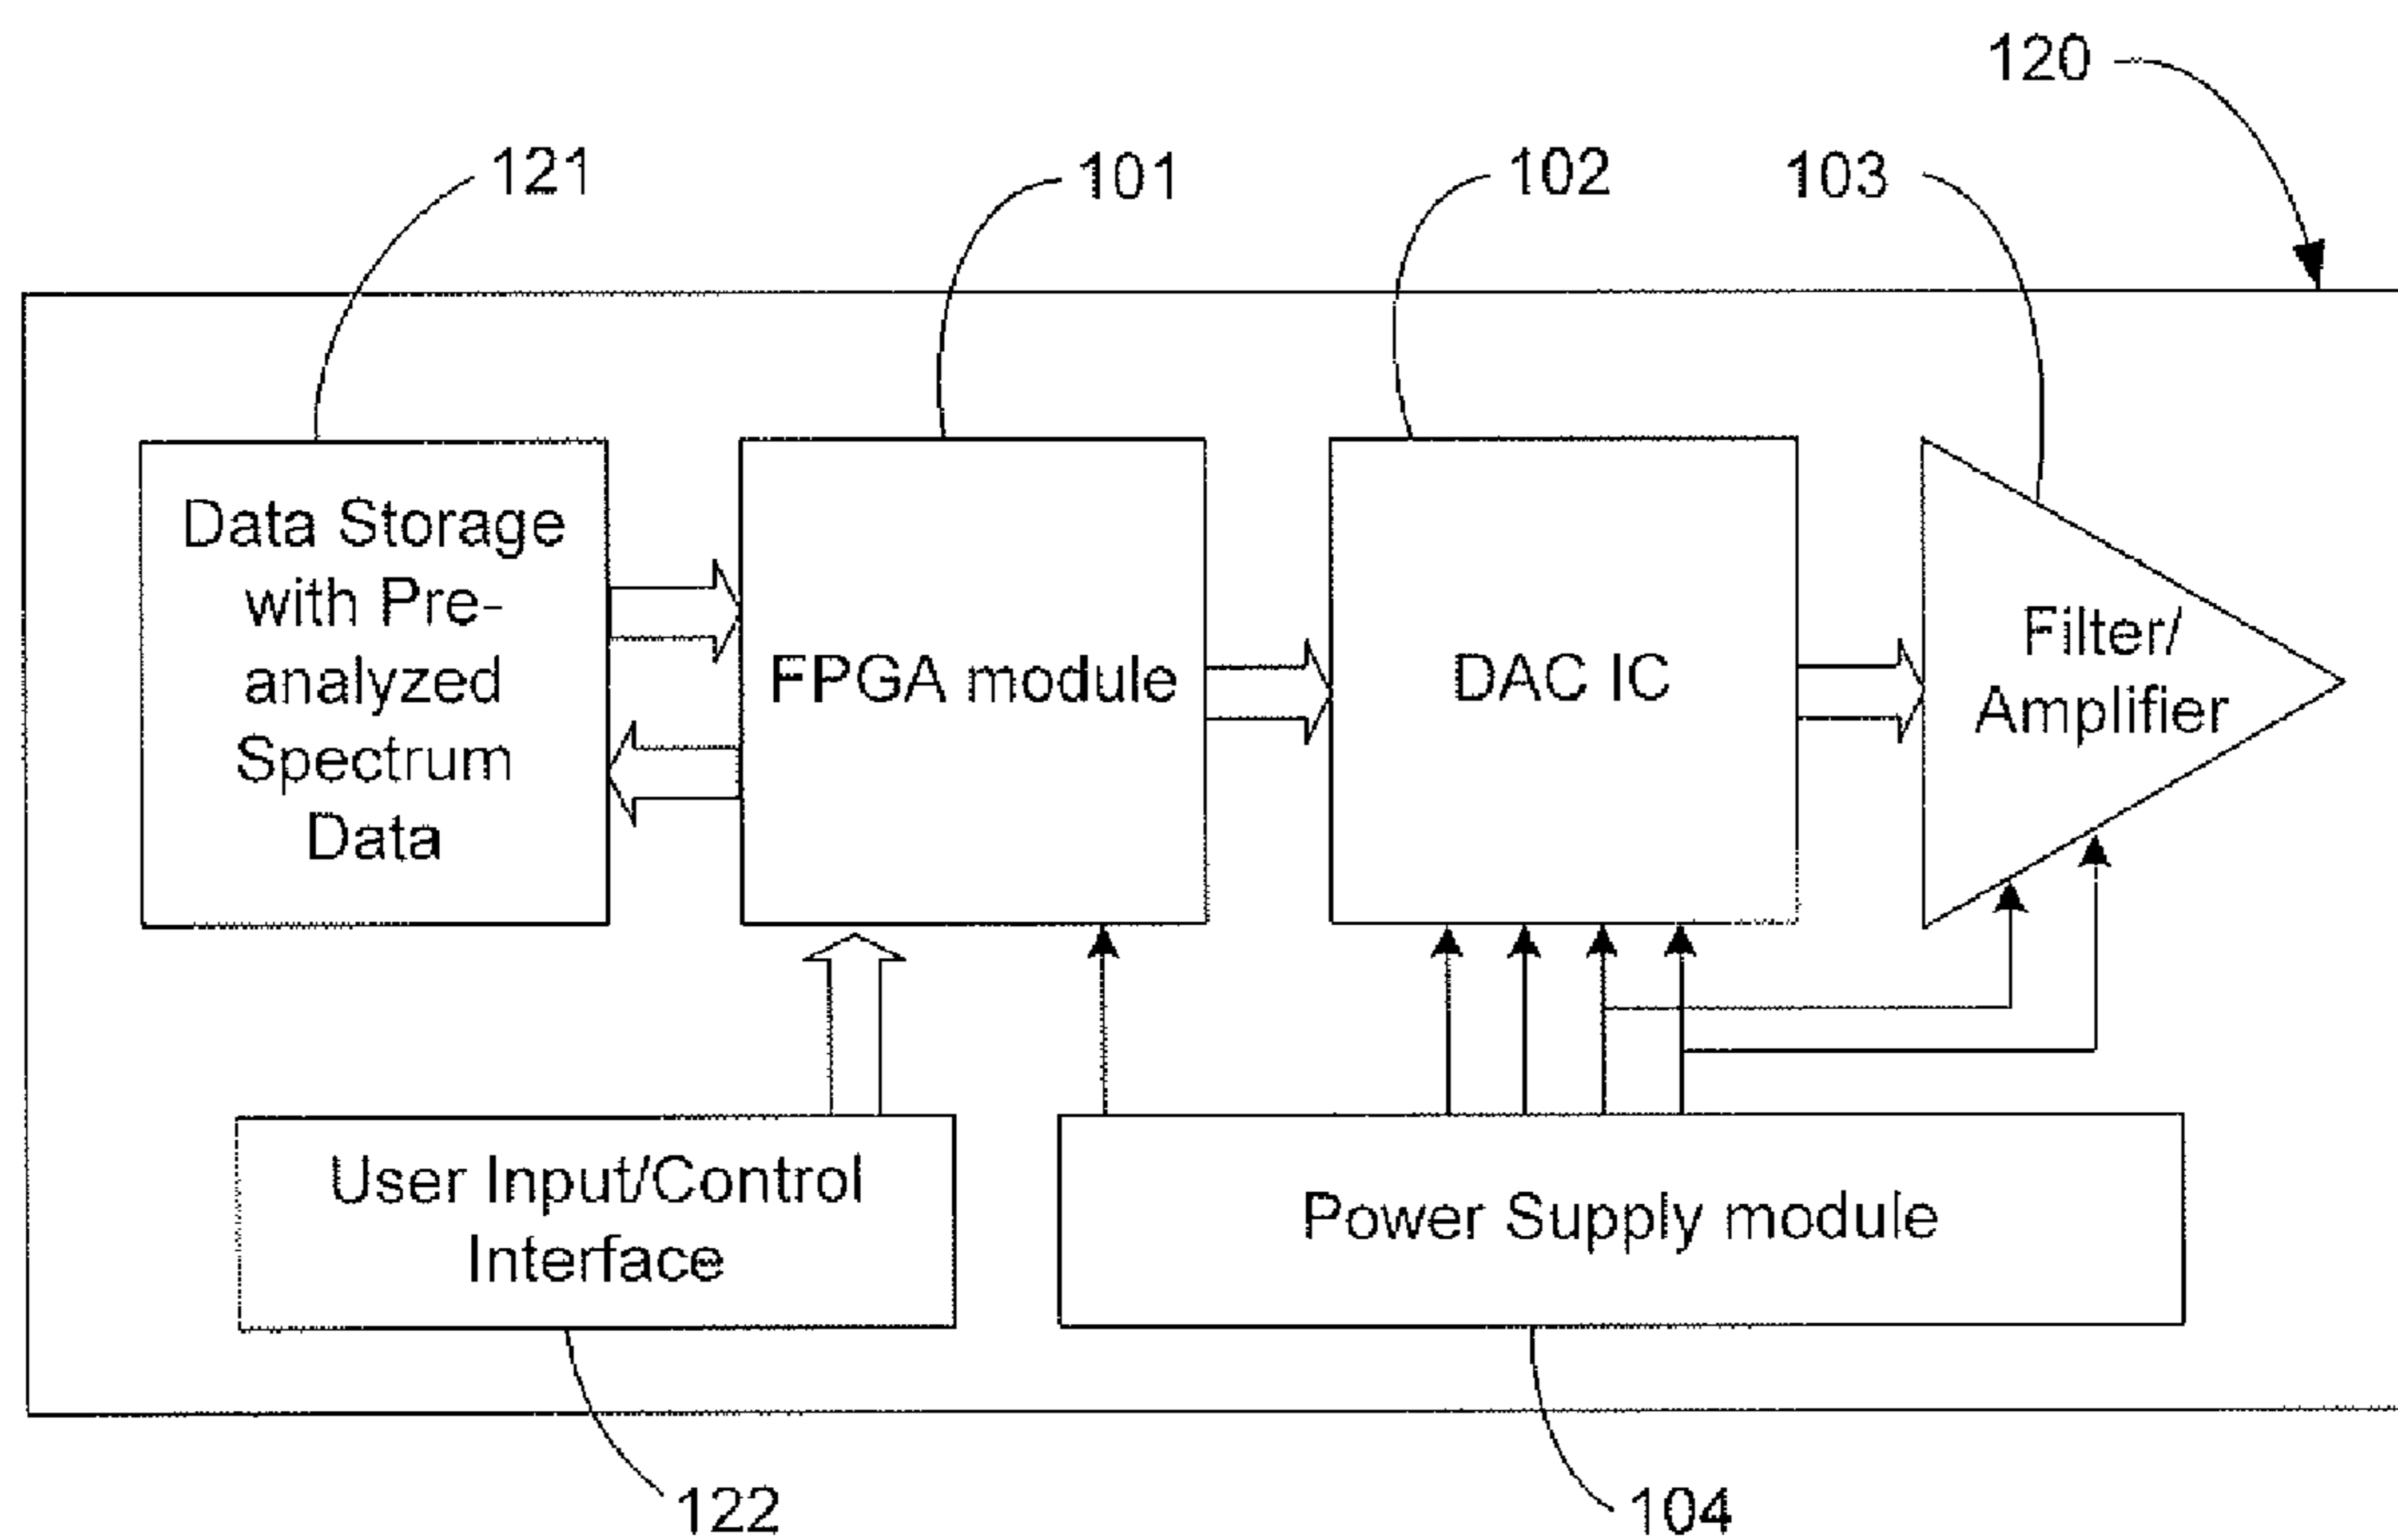 120
121
101
102
103
Data Storage
with Pre-
analyzed
Spectrum
Data
FPGA module
DAC IC
Filter/
Amplifier
User Input/Control
Interface
Power Supply module
122
104